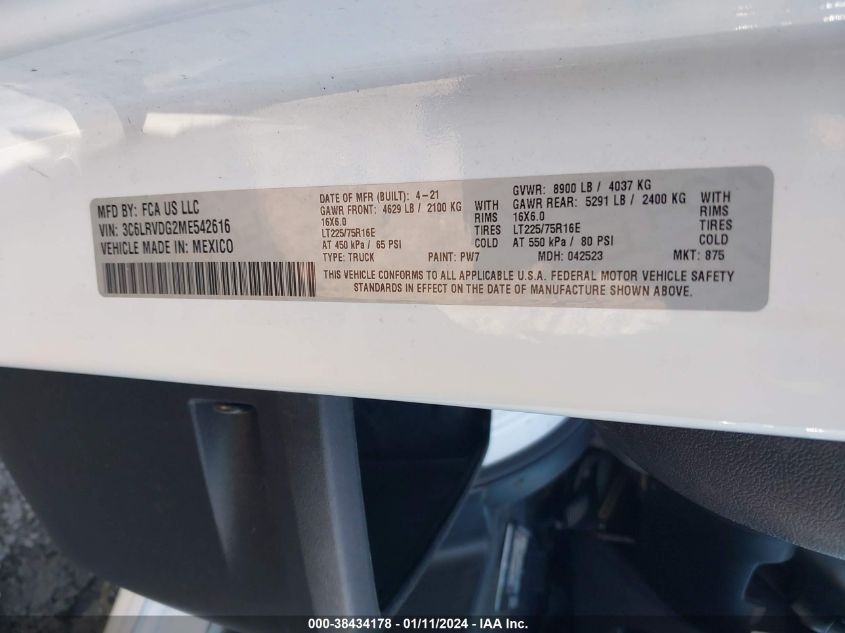 MFD BY: FCA US LLC
VIN: 3C6LRVDG2ME542616
VEHICLE MADE IN: MEXICO
DATE OF MFR (BUILT): 4-21
GAWR FRONT: 4629 LB / 2100 KG WITH
16X6.0 RIMS
LT225/75R16E TIRES
AT 450 kPa / 65 PSI COLD
TYPE: TRUCK PAINT: PW7
GVWR: 8900 LB / 4037 KG
GAWR REAR: 5291 LB / 2400 KG WITH
16X6.0 RIMS
LT225/75R16E TIRES
AT 550 kPa / 80 PSI COLD
MDH: 042523 MKT: 875
THIS VEHICLE CONFORMS TO ALL APPLICABLE U.S.A. FEDERAL MOTOR VEHICLE SAFETY
STANDARDS IN EFFECT ON THE DATE OF MANUFACTURE SHOWN ABOVE.
000-38434178 - 01/11/2024 - IAA Inc.